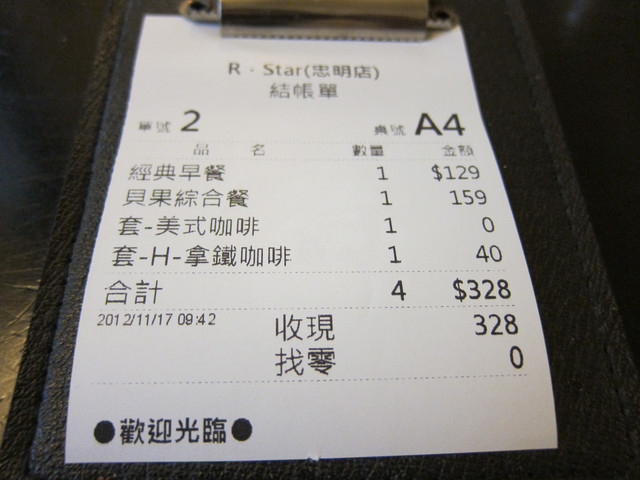 R‧Star(忠明店)
結帳單
單號 2 桌號 A4
品 名 數量 金額
經典早餐 1 $129
貝果綜合餐 1 159
套-美式咖啡 1 0
套-H-拿鐵咖啡 1 40
合計 4 $328
2012/11/17 09:42 收現 328
找零 0
●歡迎光臨●